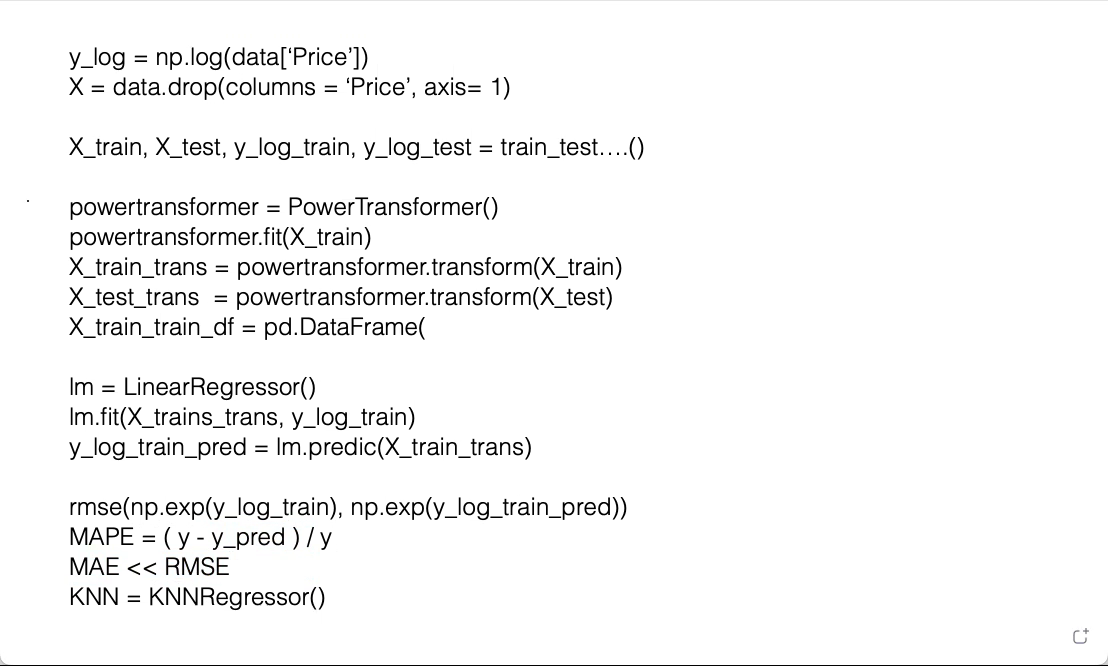 y_log = np.log(data[‘Price’])
X = data.drop(columns = ‘Price’, axis= 1)
X_train, X_test, y_log_train, y_log_test = train_test….()
powertransformer = PowerTransformer()
powertransformer.fit(X_train)
X_train_trans = powertransformer.transform(X_train)
X_test_trans  = powertransformer.transform(X_test)
X_train_train_df = pd.DataFrame(
lm = LinearRegressor()
lm.fit(X_trains_trans, y_log_train)
y_log_train_pred = lm.predic(X_train_trans)
rmse(np.exp(y_log_train), np.exp(y_log_train_pred))
MAPE = ( y - y_pred ) / y
MAE << RMSE
KNN = KNNRegressor()